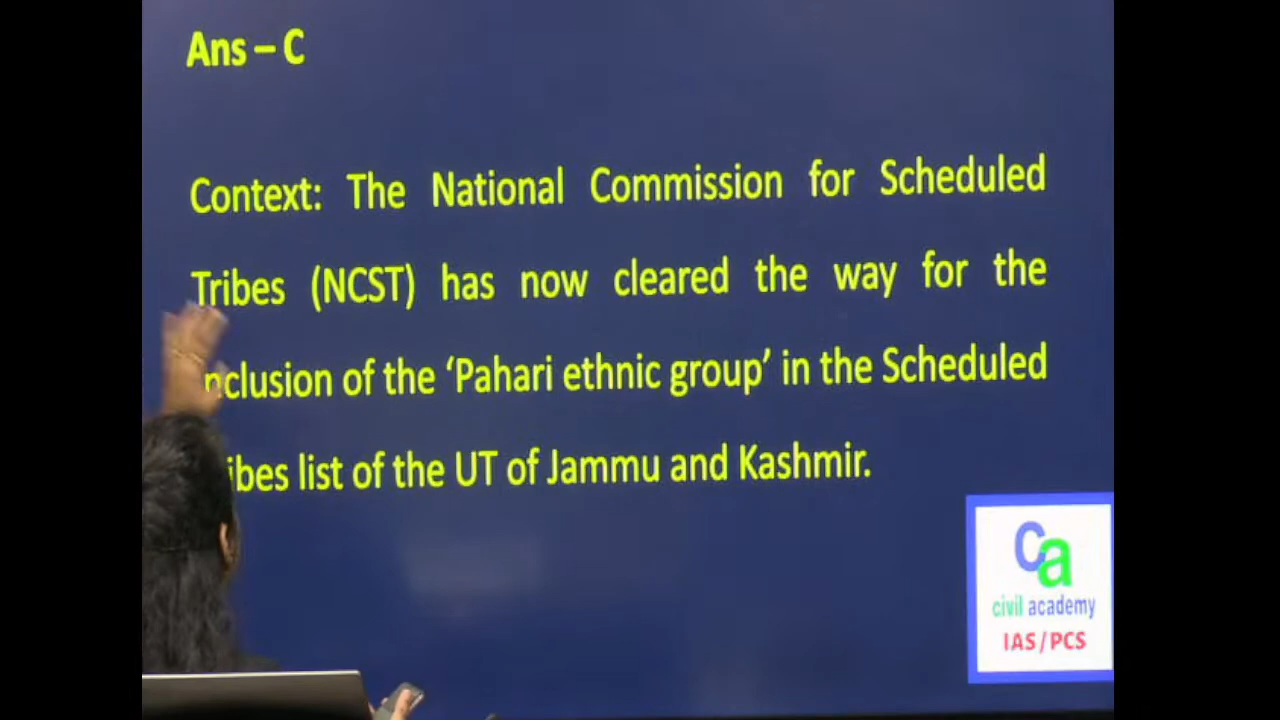 Ans – C
Context: The National Commission for Scheduled
Tribes (NCST) has now cleared the way for the
nclusion of the ‘Pahari ethnic group’ in the Scheduled
ibes list of the UT of Jammu and Kashmir.
Ca
civil academy
IAS/PCS